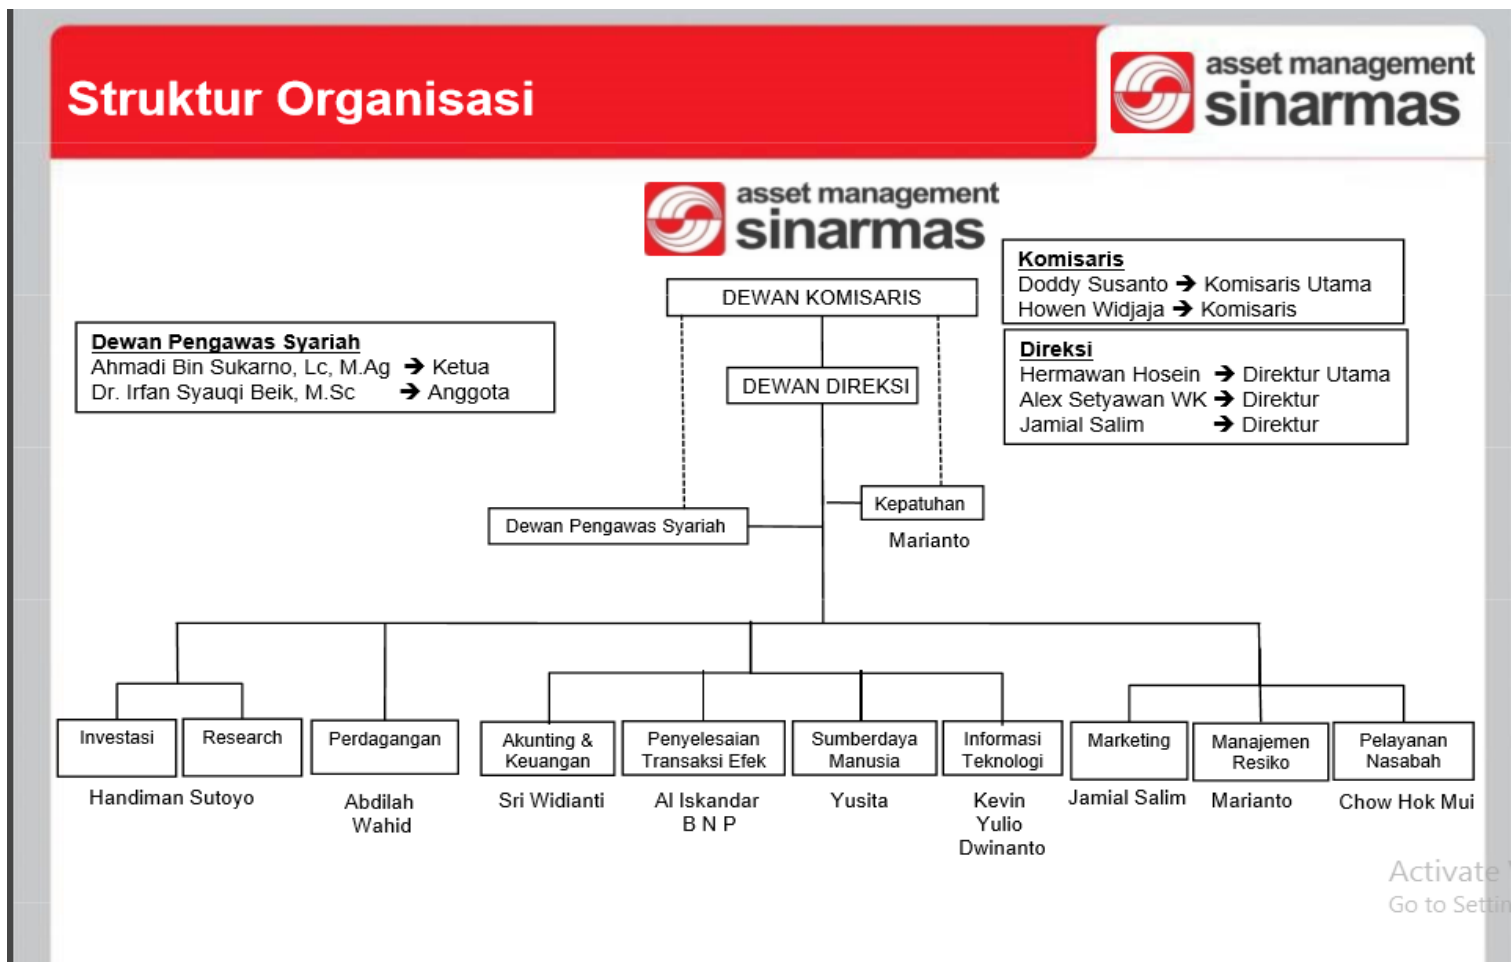 Struktur Organisasi
asset management
sinarmas
asset management
sinarmas
Komisaris
Doddy Susanto ➔ Komisaris Utama
Howen Widjaja ➔ Komisaris
DEWAN KOMISARIS
Dewan Pengawas Syariah
Ahmadi Bin Sukarno, Lc, M.Ag ➔ Ketua
Dr. Irfan Syauqi Beik, M.Sc ➔ Anggota
DEWAN DIREKSI
Direksi
Hermawan Hosein ➔ Direktur Utama
Alex Setyawan WK ➔ Direktur
Jamial Salim ➔ Direktur
Dewan Pengawas Syariah
Kepatuhan
Marianto
Investasi
Research
Handiman Sutoyo
Perdagangan
Abdilah
Wahid
Akunting &
Keuangan
Sri Widianti
Penyelesaian
Transaksi Efek
Al Iskandar
B N P
Sumberdaya
Manusia
Yusita
Informasi
Teknologi
Kevin
Yulio
Dwinanto
Marketing
Jamial Salim
Manajemen
Resiko
Marianto
Pelayanan
Nasabah
Chow Hok Mui
Activate
Go to Settin